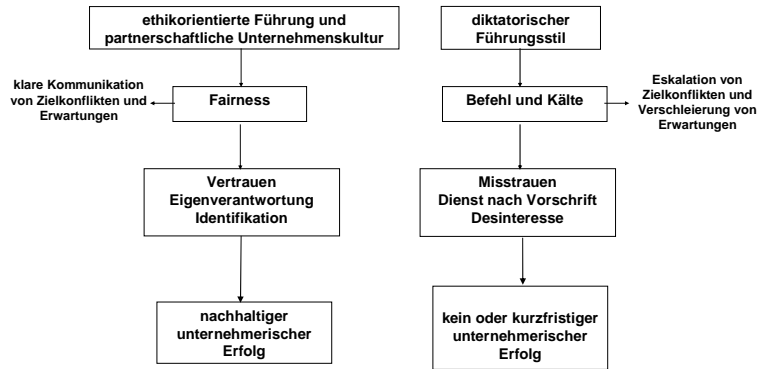 ethikorientierte Führung und
partnerschaftliche Unternehmenskultur
klare Kommunikation
von Zielkonflikten und
Erwartungen
Fairness
Vertrauen
Eigenverantwortung
Identifikation
nachhaltiger
unternehmerischer
Erfolg
diktatorischer
Führungsstil
Befehl und Kälte
Eskalation von
Zielkonflikten und
Verschleierung von
Erwartungen
Misstrauen
Dienst nach Vorschrift
Desinteresse
kein oder kurzfristiger
unternehmerischer
Erfolg